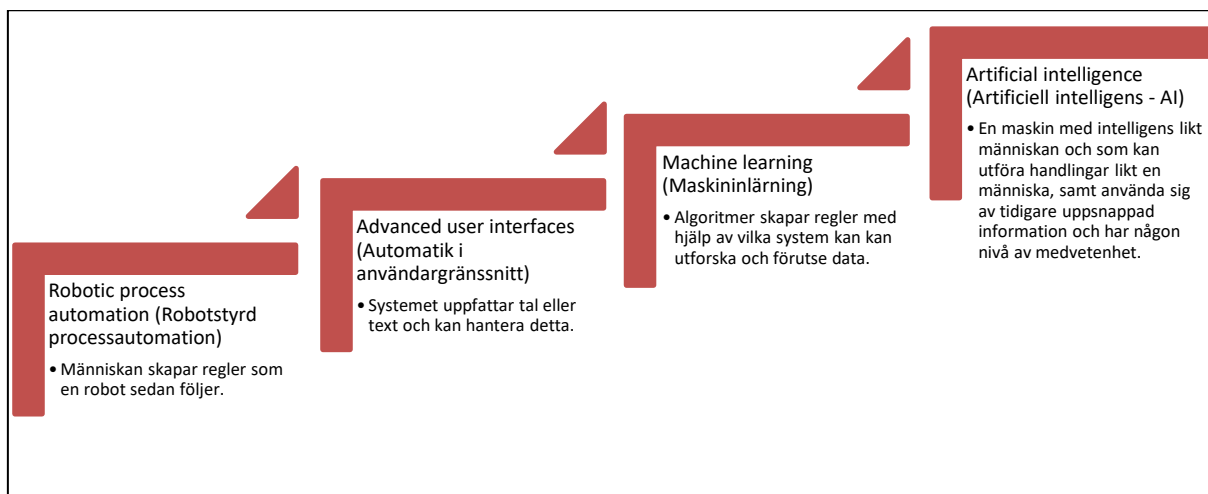 Robotic process
automation (Robotstyrd
processautomation)
• Människan skapar regler som
en robot sedan följer.
Advanced user interfaces
(Automatik i
användargränssnitt)
• Systemet uppfattar tal eller
text och kan hantera detta.
Machine learning
(Maskininlärning)
• Algoritmer skapar regler med
hjälp av vilka system kan kan
utforska och förutse data.
Artificial intelligence
(Artificiell intelligens - AI)
• En maskin med intelligens likt
människan och som kan
utföra handlingar likt en
människa, samt använda sig
av tidigare uppsnappad
information och har någon
nivå av medvetenhet.